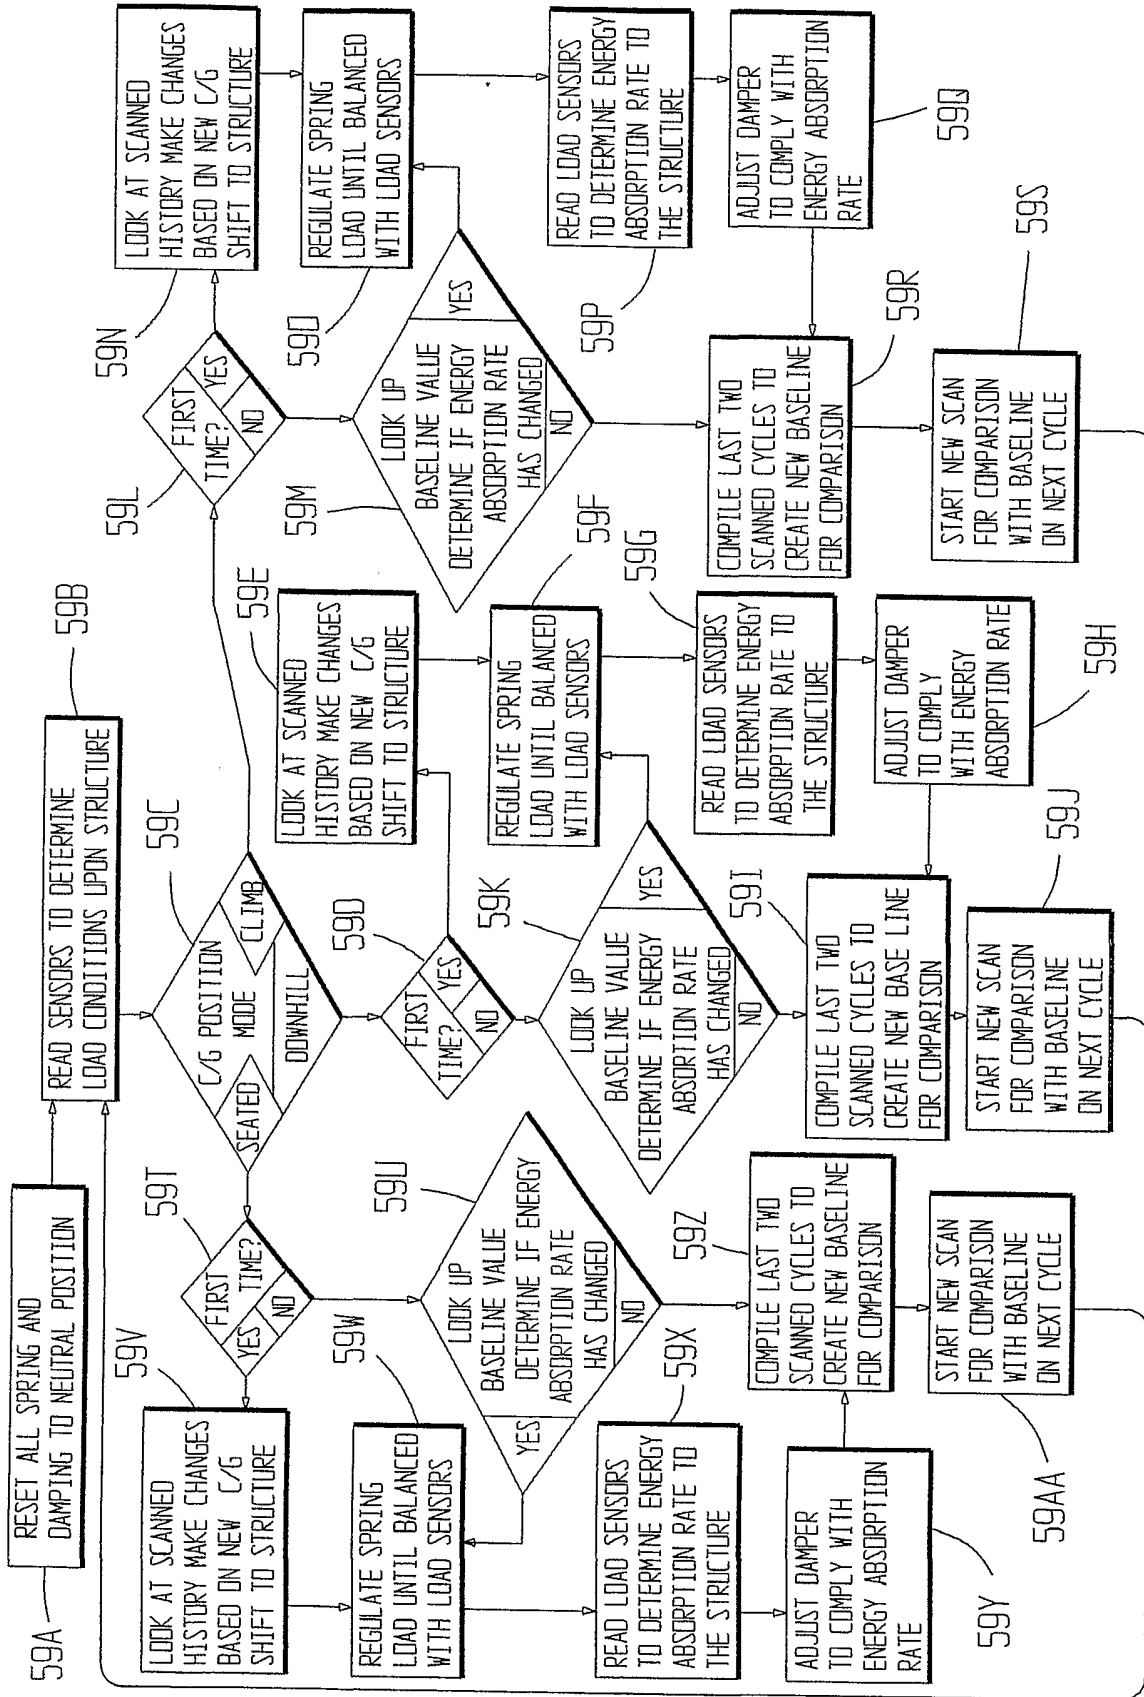 59A
RESET ALL SPRING AND
DAMPING TO NEUTRAL POSITION
59B
READ SENSORS TO DETERMINE
LOAD CONDITIONS UPON STRUCTURE
59C
C/G POSITION
MODE
SEATED
CLIMB
DOWNHILL
59T
FIRST
TIME?
YES
NO
59V
LOOK AT SCANNED
HISTORY MAKE CHANGES
BASED ON NEW C/G
SHIFT TO STRUCTURE
59W
REGULATE SPRING
LOAD UNTIL BALANCED
WITH LOAD SENSORS
59U
LOOK UP
BASELINE VALUE
DETERMINE IF ENERGY
ABSORPTION RATE
HAS CHANGED
YES
NO
59X
READ LOAD SENSORS
TO DETERMINE ENERGY
ABSORPTION RATE TO
THE STRUCTURE
59Y
ADJUST DAMPER
TO COMPLY WITH
ENERGY ABSORPTION
RATE
59Z
COMPILE LAST TWO
SCANNED CYCLES TO
CREATE NEW BASELINE
FOR COMPARISON
59AA
START NEW SCAN
FOR COMPARISON
WITH BASELINE
ON NEXT CYCLE
59D
FIRST
TIME?
YES
NO
59E
LOOK AT SCANNED
HISTORY MAKE CHANGES
BASED ON NEW C/G
SHIFT TO STRUCTURE
59F
REGULATE SPRING
LOAD UNTIL BALANCED
WITH LOAD SENSORS
59K
LOOK UP
BASELINE VALUE
DETERMINE IF ENERGY
ABSORTION RATE
HAS CHANGED
YES
NO
59G
READ LOAD SENSORS
TO DETERMINE ENERGY
ABSORPTION RATE TO
THE STRUCTURE
59H
ADJUST DAMPER
TO COMPLY
WITH ENERGY
ABSORPTION RATE
59I
COMPILE LAST TWO
SCANNED CYCLES TO
CREATE NEW BASE LINE
FOR COMPARISON
59J
START NEW SCAN
FOR COMPARISON
WITH BASELINE
ON NEXT CYCLE
59L
FIRST
TIME?
YES
NO
59N
LOOK AT SCANNED
HISTORY MAKE CHANGES
BASED ON NEW C/G
SHIFT TO STRUCTURE
59O
REGULATE SPRING
LOAD UNTIL BALANCED
WITH LOAD SENSORS
59M
LOOK UP
BASELINE VALUE
DETERMINE IF ENERGY
ABSORPTION RATE
HAS CHANGED
YES
NO
59P
READ LOAD SENSORS
TO DETERMINE ENERGY
ABSORPTION RATE TO
THE STRUCTURE
59Q
ADJUST DAMPER
TO COMPLY WITH
ENERGY ABSORPTION
RATE
59R
COMPILE LAST TWO
SCANNED CYCLES TO
CREATE NEW BASELINE
FOR COMPARISON
59S
START NEW SCAN
FOR COMPARISON
WITH BASELINE
ON NEXT CYCLE